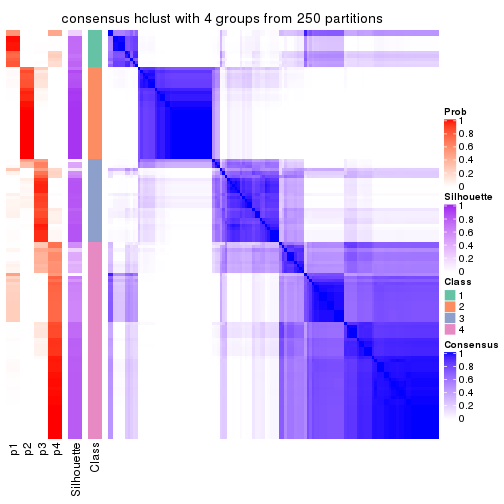 consensus hclust with 4 groups from 250 partitions
Prob
1
0.8
0.6
0.4
0.2
0
Silhouette
1
0.8
0.6
0.4
0.2
0
Class
1
2
3
4
Consensus
1
0.8
0.6
0.4
0.2
0
p1
p2
p3
p4
Silhouette
Class